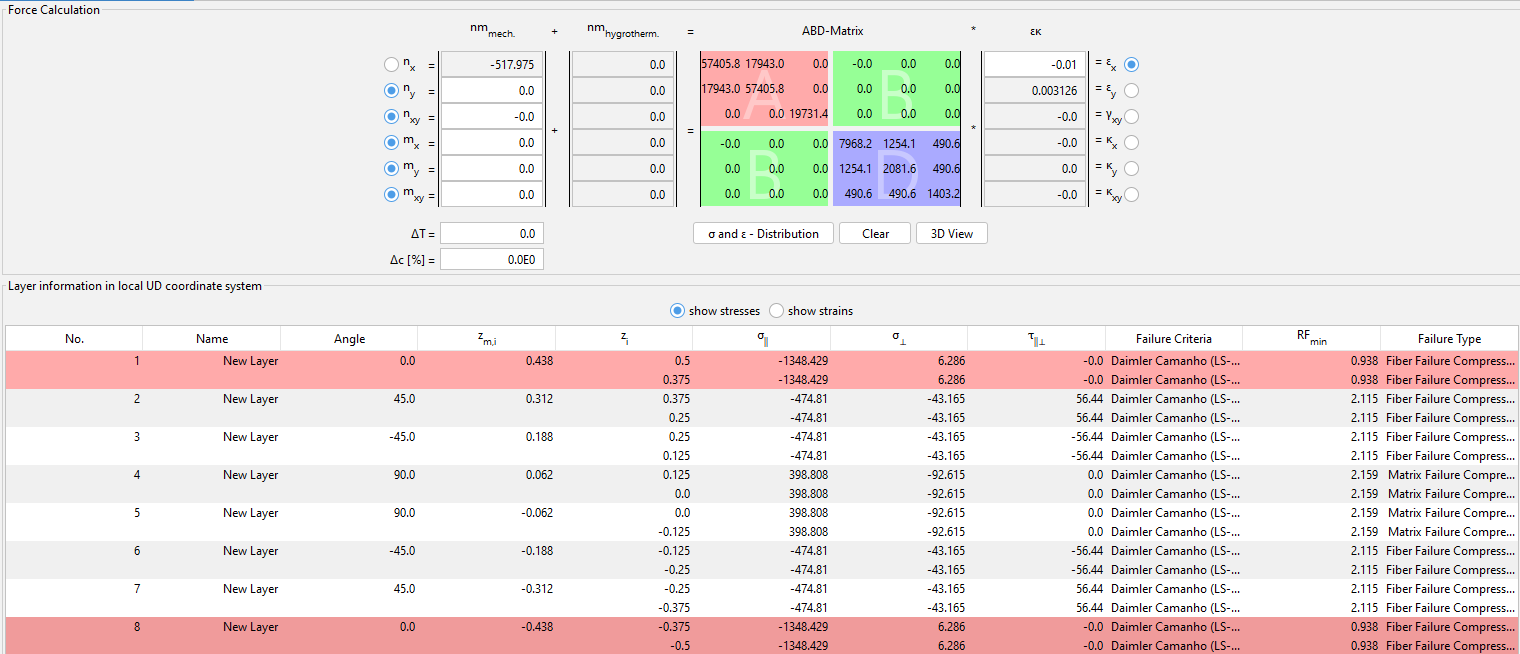 Force Calculation
nm mech. + nm hygrotherm. = ABD-Matrix * εκ
n x = -517.975 0.0 57405.8 17943.0 0.0 -0.0 0.0 0.0 -0.01 = ε x
n y = 0.0 0.0 17943.0 57405.8 0.0 0.0 0.0 0.0 0.003126 = ε y
n xy = -0.0 0.0 0.0 0.0 19731.4 0.0 0.0 0.0 -0.0 = γ xy
A B
+ = *
m x = 0.0 0.0 -0.0 0.0 0.0 7968.2 1254.1 490.6 -0.0 = κ x
m y = 0.0 0.0 0.0 0.0 0.0 1254.1 2081.6 490.6 0.0 = κ y
m xy = 0.0 0.0 0.0 0.0 0.0 490.6 490.6 1403.2 -0.0 = κ xy
B D
ΔT = 0.0 σ and ε - Distribution Clear 3D View
Δc [%] = 0.0E0
Layer information in local UD coordinate system
show stresses show strains
No. Name Angle z m,i z i σ || σ ⊥ τ ||⊥ Failure Criteria RF min Failure Type
1 New Layer 0.0 0.438 0.5 -1348.429 6.286 -0.0 Daimler Camanho (LS-... 0.938 Fiber Failure Compress...
0.375 -1348.429 6.286 -0.0 Daimler Camanho (LS-... 0.938 Fiber Failure Compress...
2 New Layer 45.0 0.312 0.375 -474.81 -43.165 56.44 Daimler Camanho (LS-... 2.115 Fiber Failure Compress...
0.25 -474.81 -43.165 56.44 Daimler Camanho (LS-... 2.115 Fiber Failure Compress...
3 New Layer -45.0 0.188 0.25 -474.81 -43.165 -56.44 Daimler Camanho (LS-... 2.115 Fiber Failure Compress...
0.125 -474.81 -43.165 -56.44 Daimler Camanho (LS-... 2.115 Fiber Failure Compress...
4 New Layer 90.0 0.062 0.125 398.808 -92.615 0.0 Daimler Camanho (LS-... 2.159 Matrix Failure Compre...
0.0 398.808 -92.615 0.0 Daimler Camanho (LS-... 2.159 Matrix Failure Compre...
5 New Layer 90.0 -0.062 0.0 398.808 -92.615 0.0 Daimler Camanho (LS-... 2.159 Matrix Failure Compre...
-0.125 398.808 -92.615 0.0 Daimler Camanho (LS-... 2.159 Matrix Failure Compre...
6 New Layer -45.0 -0.188 -0.125 -474.81 -43.165 -56.44 Daimler Camanho (LS-... 2.115 Fiber Failure Compress...
-0.25 -474.81 -43.165 -56.44 Daimler Camanho (LS-... 2.115 Fiber Failure Compress...
7 New Layer 45.0 -0.312 -0.25 -474.81 -43.165 56.44 Daimler Camanho (LS-... 2.115 Fiber Failure Compress...
-0.375 -474.81 -43.165 56.44 Daimler Camanho (LS-... 2.115 Fiber Failure Compress...
8 New Layer 0.0 -0.438 -0.375 -1348.429 6.286 -0.0 Daimler Camanho (LS-... 0.938 Fiber Failure Compress...
-0.5 -1348.429 6.286 -0.0 Daimler Camanho (LS-... 0.938 Fiber Failure Compress...